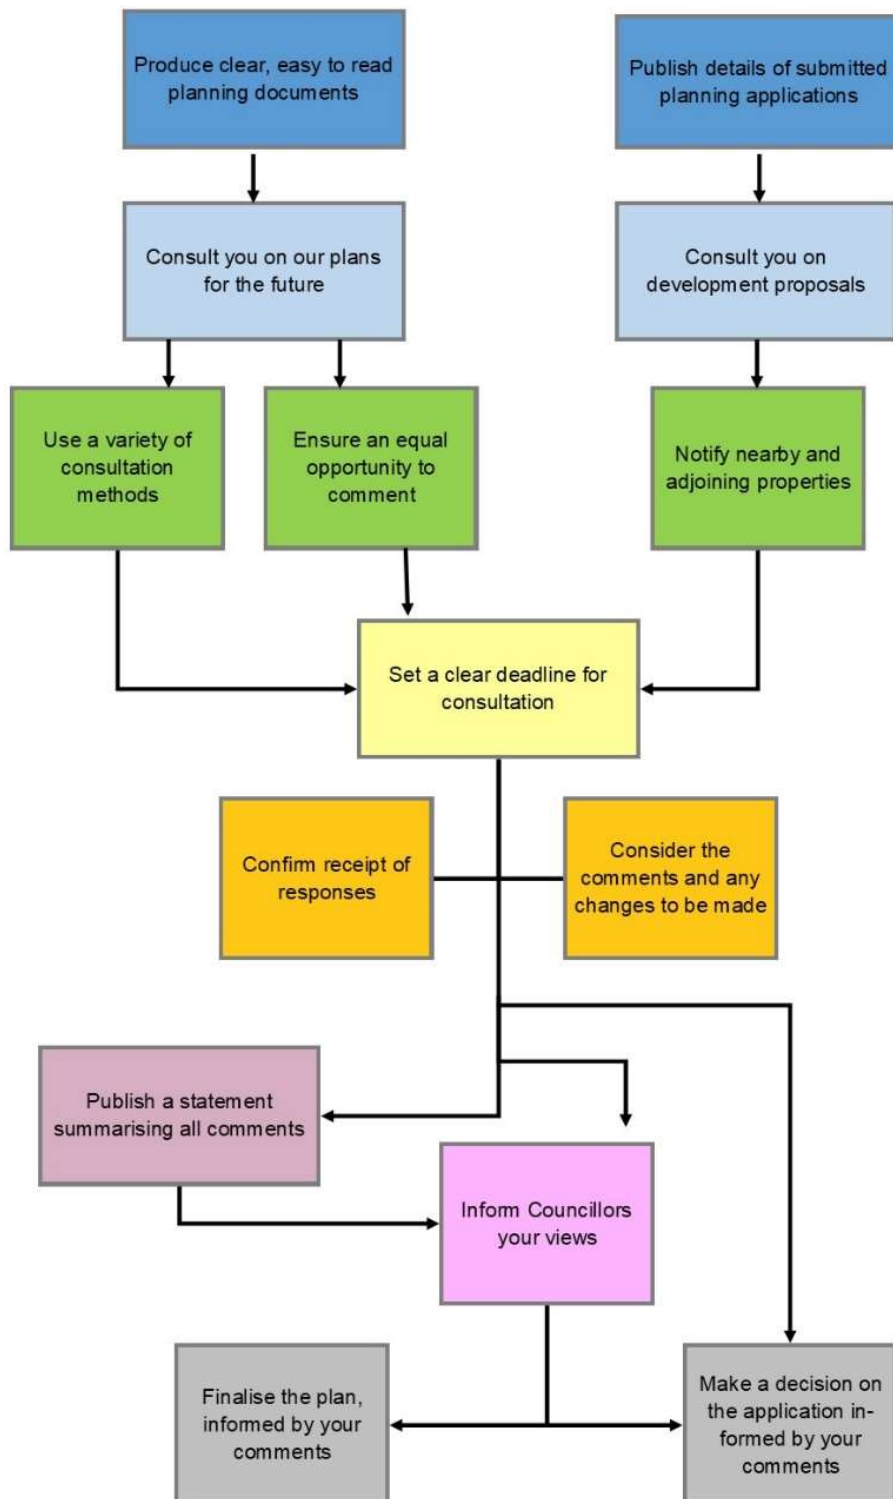 Produce clear, easy to read
planning documents
Publish details of submitted
planning applications
Consult you on our plans
for the future
Consult you on
development proposals
Use a variety of
consultation
methods
Ensure an equal
opportunity to
comment
Notify nearby and
adjoining properties
Set a clear deadline for
consultation
Confirm receipt of
responses
Consider the
comments and any
changes to be made
Publish a statement
summarising all comments
Inform Councillors
your views
Finalise the plan,
informed by your
comments
Make a decision on
the application in-
formed by your
comments